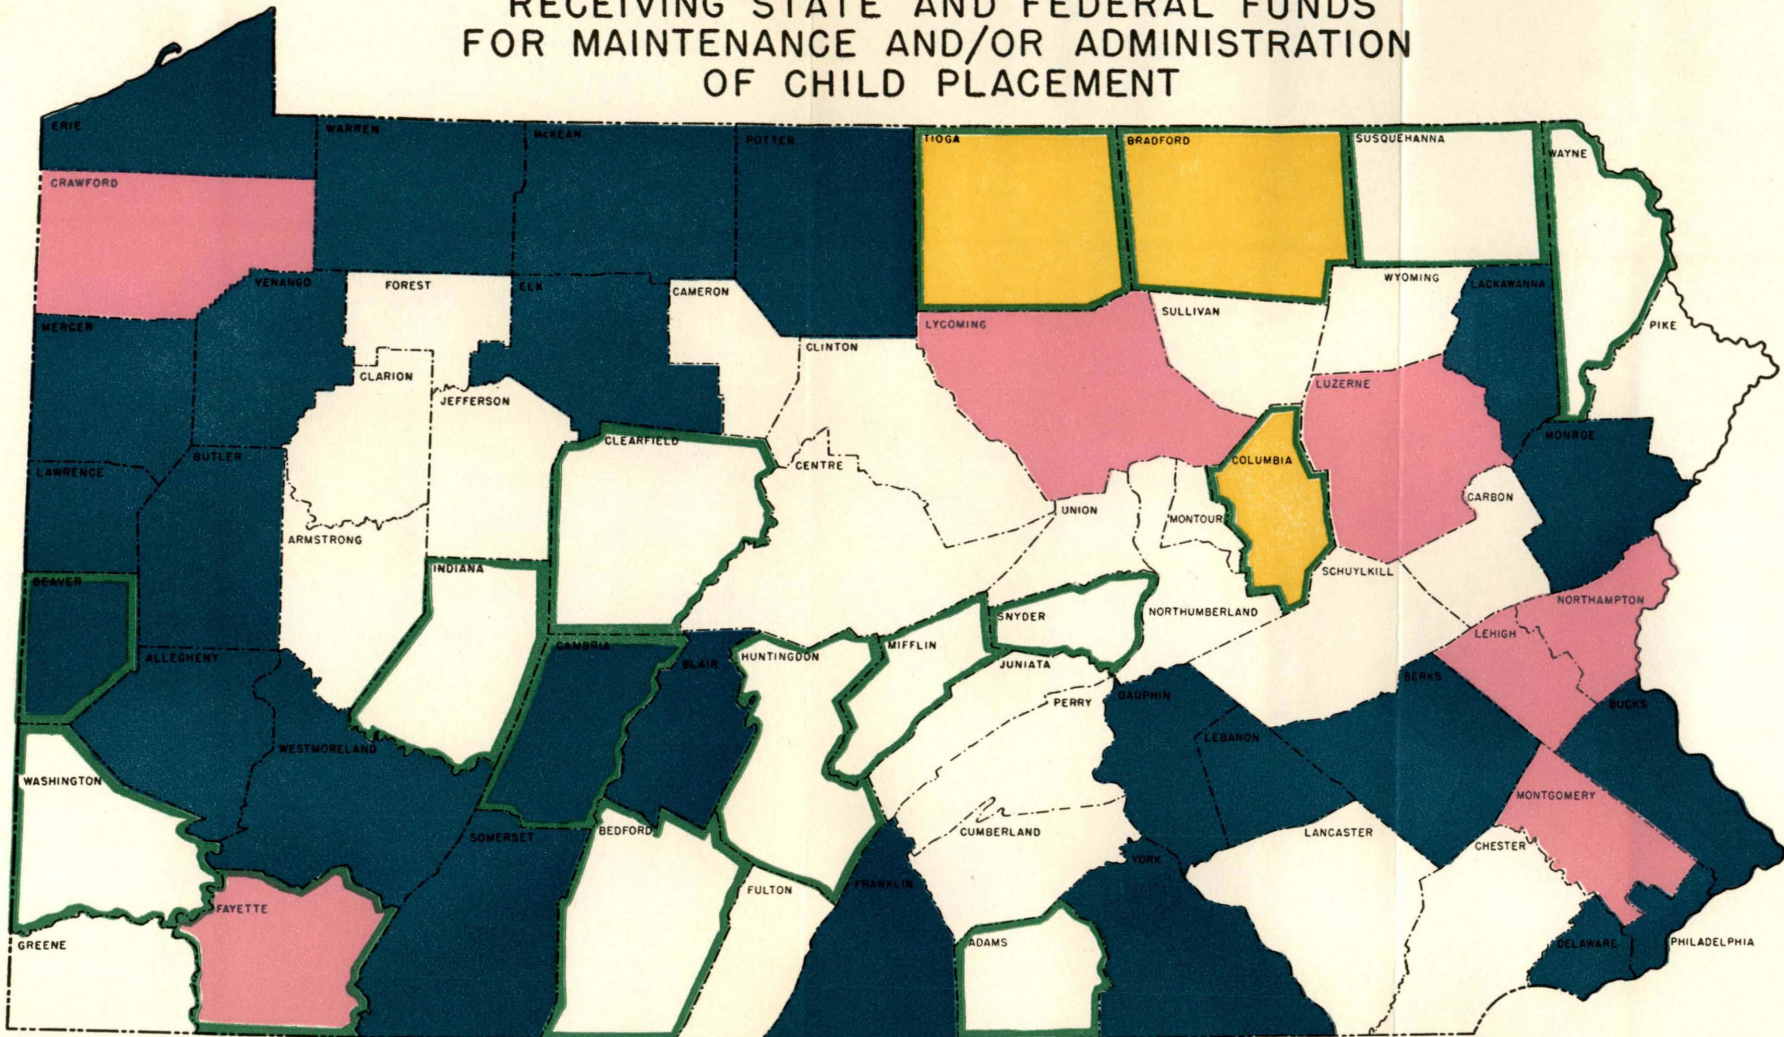 RECEIVING STATE AND FEDERAL FUNDS
FOR MAINTENANCE AND/OR ADMINISTRATION
OF CHILD PLACEMENT
ERIE
WARREN
McKEAN
POTTER
TIOGA
BRADFORD
SUSQUEHANNA
WAYNE
CRAWFORD
VENANGO
FOREST
ELK
CAMERON
WYOMING
LACKAWANNA
MERCER
LYCOMING
SULLIVAN
PIKE
CLINTON
CLARION
LUZERNE
JEFFERSON
CLEARFIELD
MONROE
LAWRENCE
BUTLER
CENTRE
COLUMBIA
CARBON
UNION
MONTOUR
ARMSTRONG
INDIANA
SCHUYLKILL
BEAVER
NORTHAMPTON
SNYDER
NORTHUMBERLAND
LEHIGH
ALLEGHENY
CAMBRIA
BLAIR
HUNTINGDON
MIFFLIN
JUNIATA
BERKS
PERRY
DAUPHIN
BUCKS
LEBANON
WESTMORELAND
WASHINGTON
MONTGOMERY
SOMERSET
BEDFORD
CUMBERLAND
LANCASTER
CHESTER
YORK
FULTON
FRANKLIN
FAYETTE
GREENE
ADAMS
DELAWARE
PHILADELPHIA